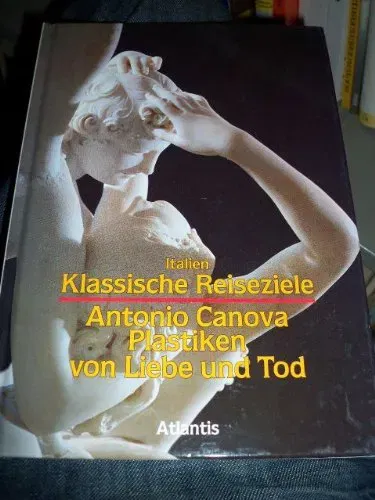 Italien
Klassische Reiseziele
Antonio Canova
Plastiken
von Liebe und Tod
Atlantis